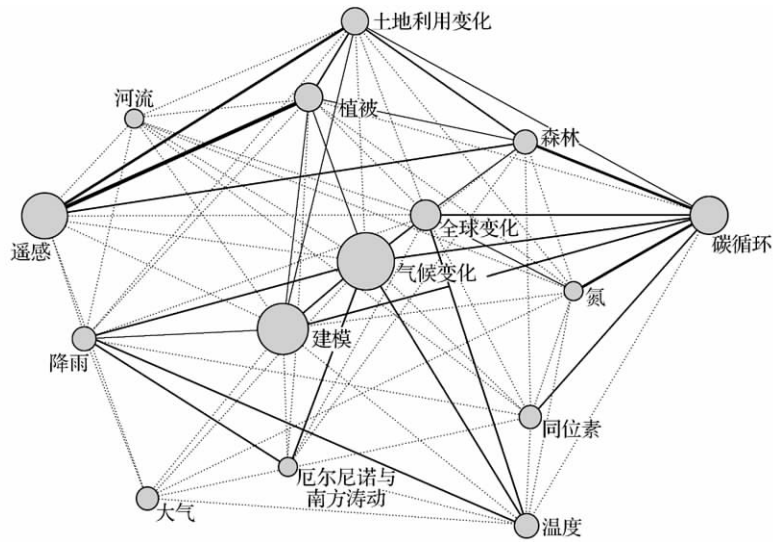 土地利用变化
河流
植被
森林
遥感
全球变化
碳循环
气候变化
氮
建模
降雨
同位素
厄尔尼诺与
南方涛动
大气
温度